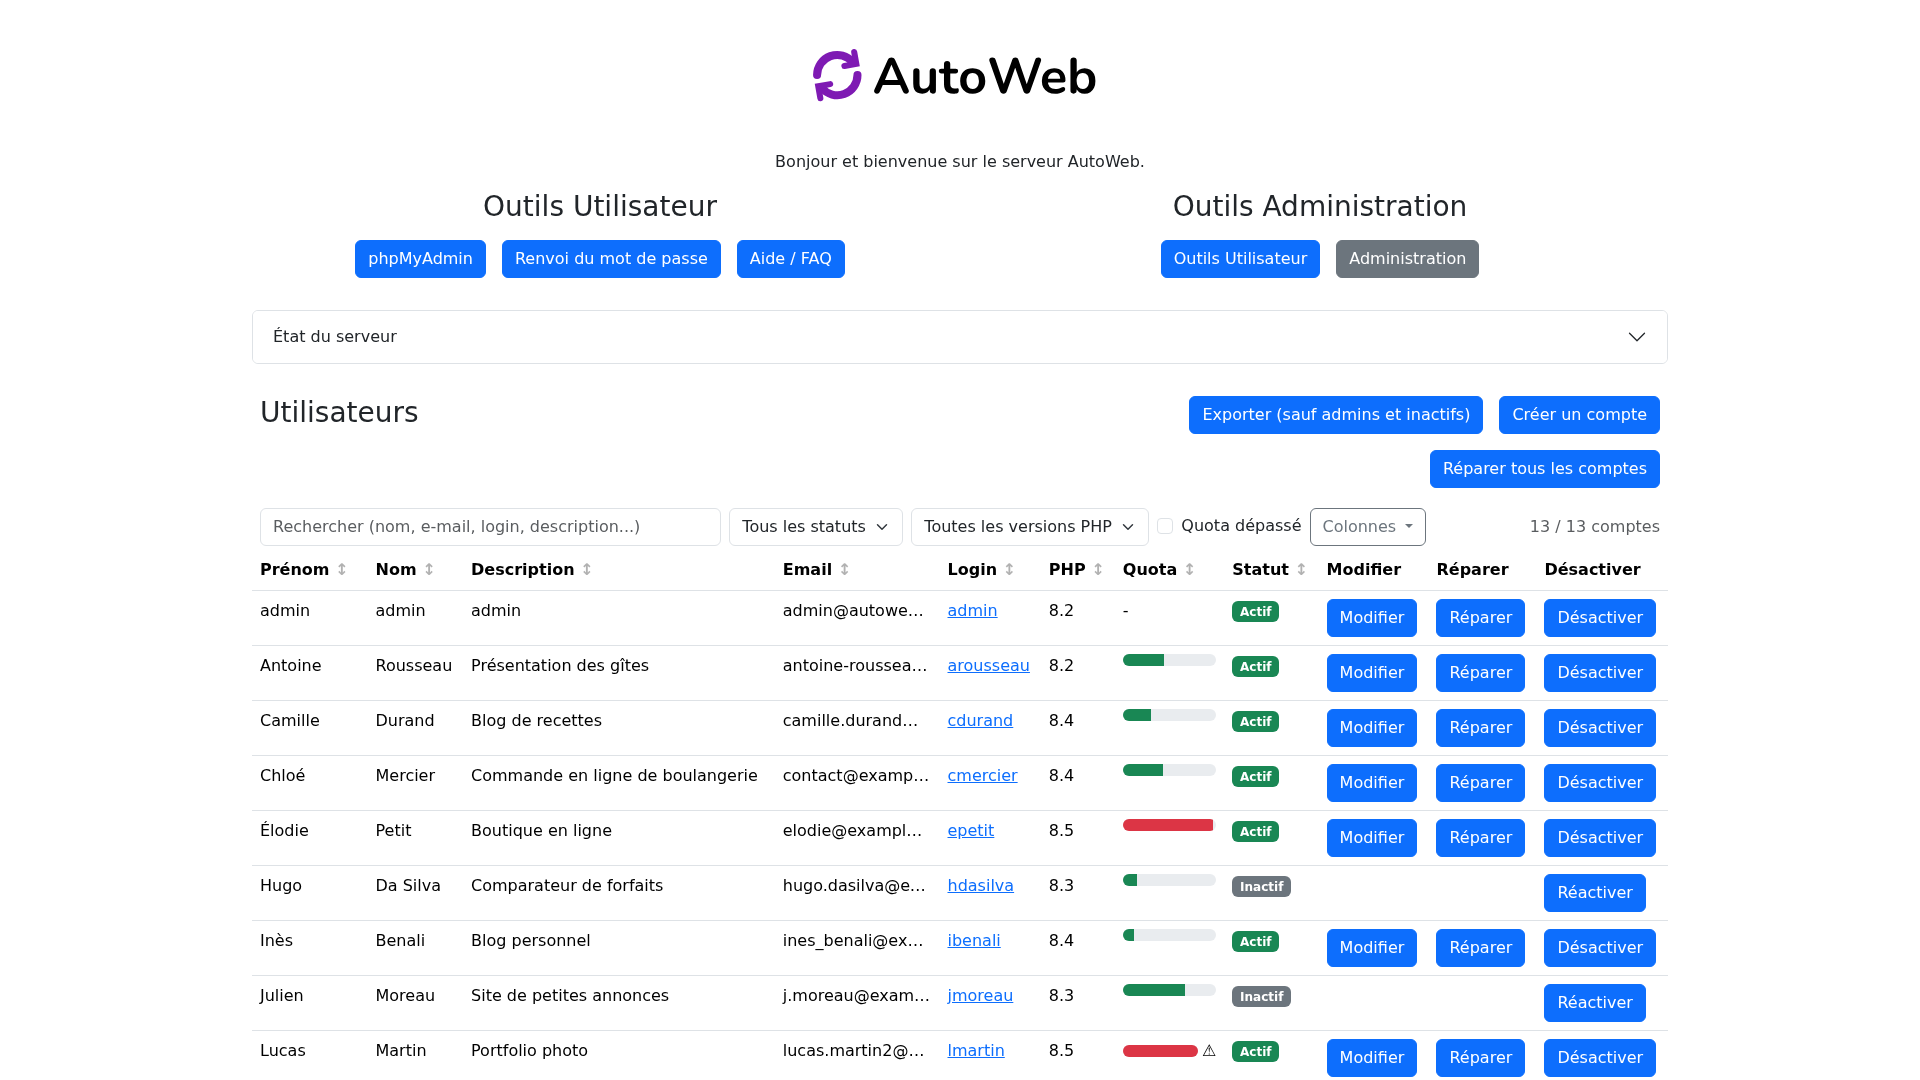 AutoWeb
Bonjour et bienvenue sur le serveur AutoWeb.
Outils Utilisateur
Outils Administration
phpMyAdmin Renvoi du mot de passe Aide / FAQ
Outils Utilisateur Administration
État du serveur
Utilisateurs
Exporter (sauf admins et inactifs) Créer un compte
Réparer tous les comptes
Rechercher (nom, e-mail, login, description...) Tous les statuts Toutes les versions PHP Quota dépassé Colonnes 13 / 13 comptes
Prénom ↕ Nom ↕ Description ↕ Email ↕ Login ↕ PHP ↕ Quota ↕ Statut ↕ Modifier Réparer Désactiver
admin admin admin admin@autowe... admin 8.2 - Actif Modifier Réparer Désactiver
Antoine Rousseau Présentation des gîtes antoine-roussea... arousseau 8.2 Actif Modifier Réparer Désactiver
Camille Durand Blog de recettes camille.durand... cdurand 8.4 Actif Modifier Réparer Désactiver
Chloé Mercier Commande en ligne de boulangerie contact@examp... cmercier 8.4 Actif Modifier Réparer Désactiver
Élodie Petit Boutique en ligne elodie@exampl... epetit 8.5 Actif Modifier Réparer Désactiver
Hugo Da Silva Comparateur de forfaits hugo.dasilva@e... hdasilva 8.3 Inactif Réactiver
Inès Benali Blog personnel ines_benali@ex... ibenali 8.4 Actif Modifier Réparer Désactiver
Julien Moreau Site de petites annonces j.moreau@exam... jmoreau 8.3 Inactif Réactiver
Lucas Martin Portfolio photo lucas.martin2@... lmartin 8.5 ⚠ Actif Modifier Réparer Désactiver